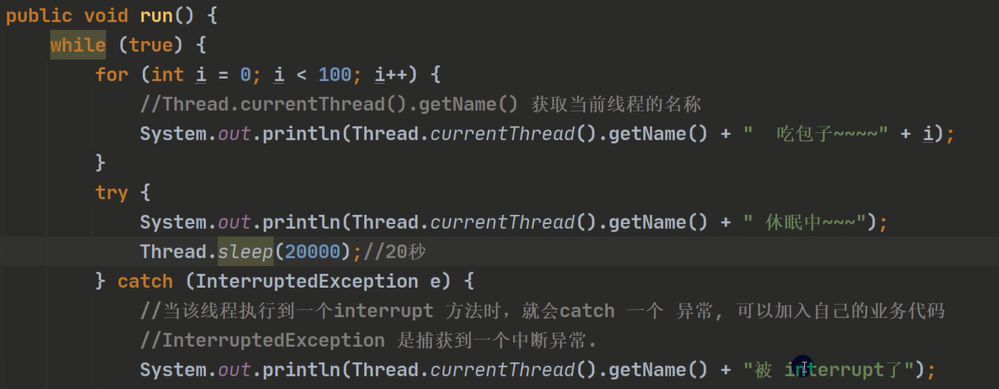 public void run() {
while (true) {
for (int i = 0; i < 100; i++) {
//Thread.currentThread().getName() 获取当前线程的名称
System.out.println(Thread.currentThread().getName() + "  吃包子~~~~" + i);
}
try {
System.out.println(Thread.currentThread().getName() + " 休眠中~~~");
Thread.sleep(20000);//20秒
} catch (InterruptedException e) {
//当该线程执行到一个interrupt 方法时，就会catch 一个 异常, 可以加入自己的业务代码
//InterruptedException 是捕获到一个中断异常.
System.out.println(Thread.currentThread().getName() + "被 interrupt了");